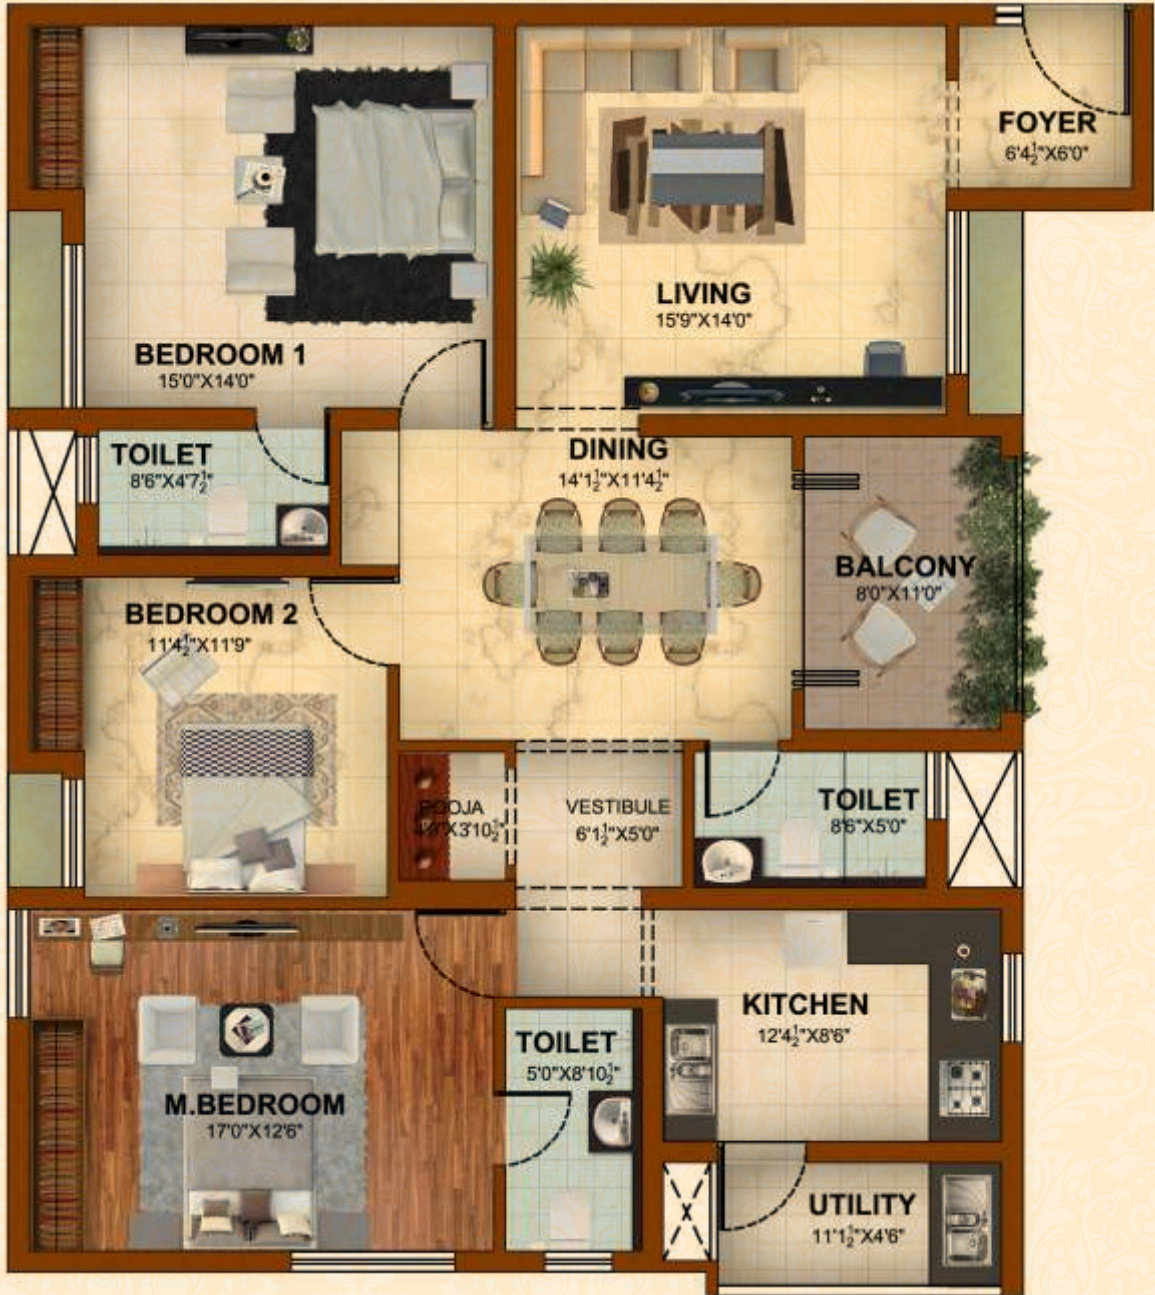 FOYER
6'4½"X6'0"
LIVING
15'9"X14'0"
BEDROOM 1
15'0"X14'0"
TOILET
8'6"X4'7½"
DINING
14'1½"X11'4½"
BALCONY
8'0"X11'0"
BEDROOM 2
11'4½"X11'9"
POOJA
X3'10½"
VESTIBULE
6'1½"X5'0"
TOILET
8'6"X5'0"
KITCHEN
12'4½"X8'6"
TOILET
5'0"X8'10½"
M.BEDROOM
17'0"X12'6"
UTILITY
11'1½"X4'6"